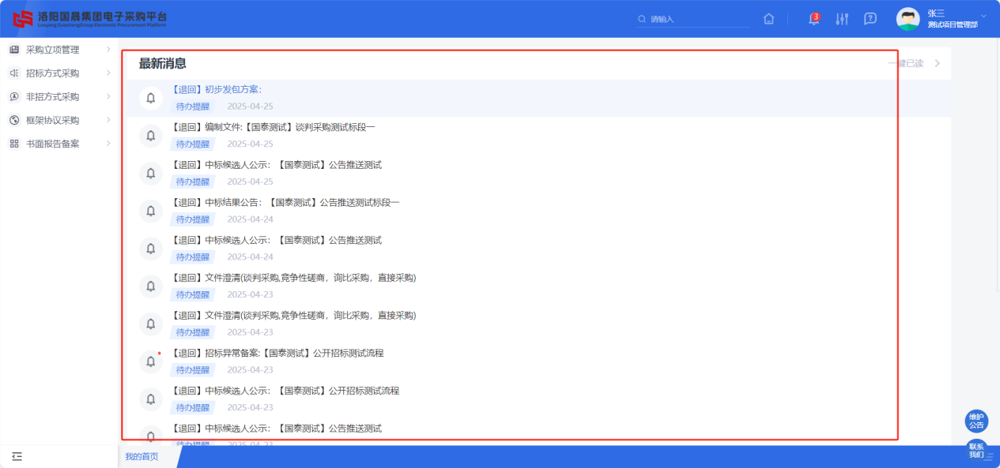 洛阳国晟集团电子采购平台
Luoyang GuoshengGroup Electronic Procurement Platform
请输入
3
张三
测试项目管理部
采购立项管理
招标方式采购
非招方式采购
框架协议采购
书面报告备案
最新消息
一键已读
【退回】初步发包方案:
待办提醒 2025-04-25
【退回】编制文件:【国泰测试】谈判采购测试标段一
待办提醒 2025-04-25
【退回】中标候选人公示: 【国泰测试】公告推送测试
待办提醒 2025-04-25
【退回】中标结果公告: 【国泰测试】公告推送测试标段一
待办提醒 2025-04-24
【退回】中标候选人公示: 【国泰测试】公告推送测试
待办提醒 2025-04-24
【退回】文件澄清(谈判采购,竞争性磋商，询比采购，直接采购)
待办提醒 2025-04-23
【退回】文件澄清(谈判采购,竞争性磋商，询比采购，直接采购)
待办提醒 2025-04-23
【退回】招标异常备案:【国泰测试】公开招标测试流程
待办提醒 2025-04-23
【退回】中标候选人公示: 【国泰测试】公开招标测试流程
待办提醒 2025-04-23
【退回】中标候选人公示: 【国泰测试】公告推送测试
待办提醒 2025-04-23
维护
公告
联系
我们
我的首页